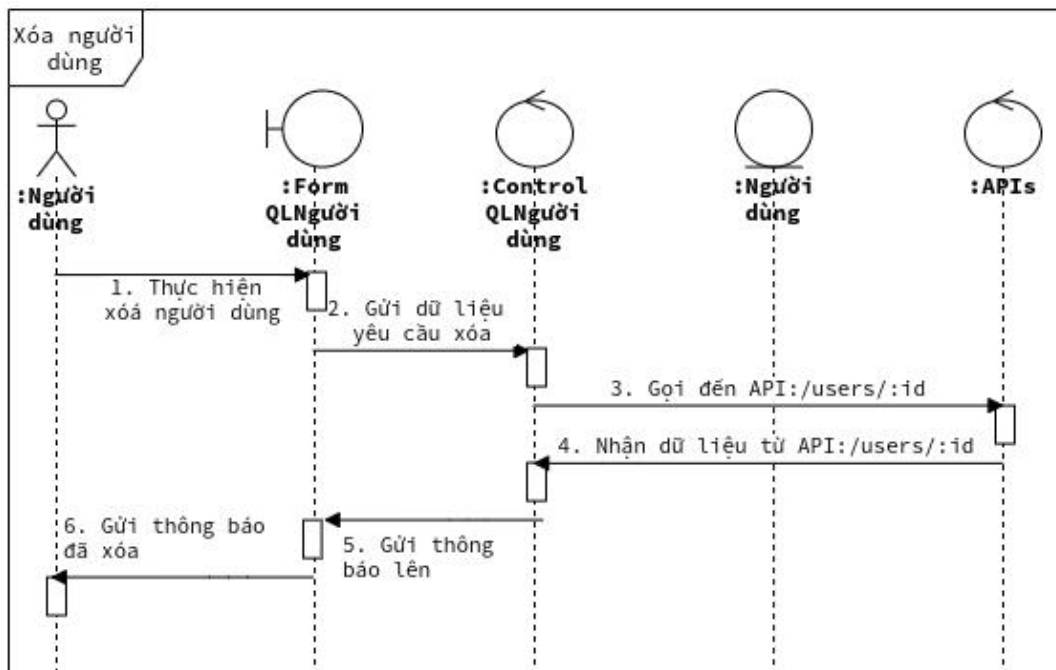 Xóa người
dùng
:Người
dùng
:Form
QLNgười
dùng
:Control
QLNgười
dùng
:Người
dùng
:APIs
1. Thực hiện
xóá người dùng
2. Gửi dữ liệu
yêu cầu xóa
3. Gọi đến API:/users/:id
4. Nhận dữ liệu từ API:/users/:id
5. Gửi thông
báo lên
6. Gửi thông báo
đã xóa